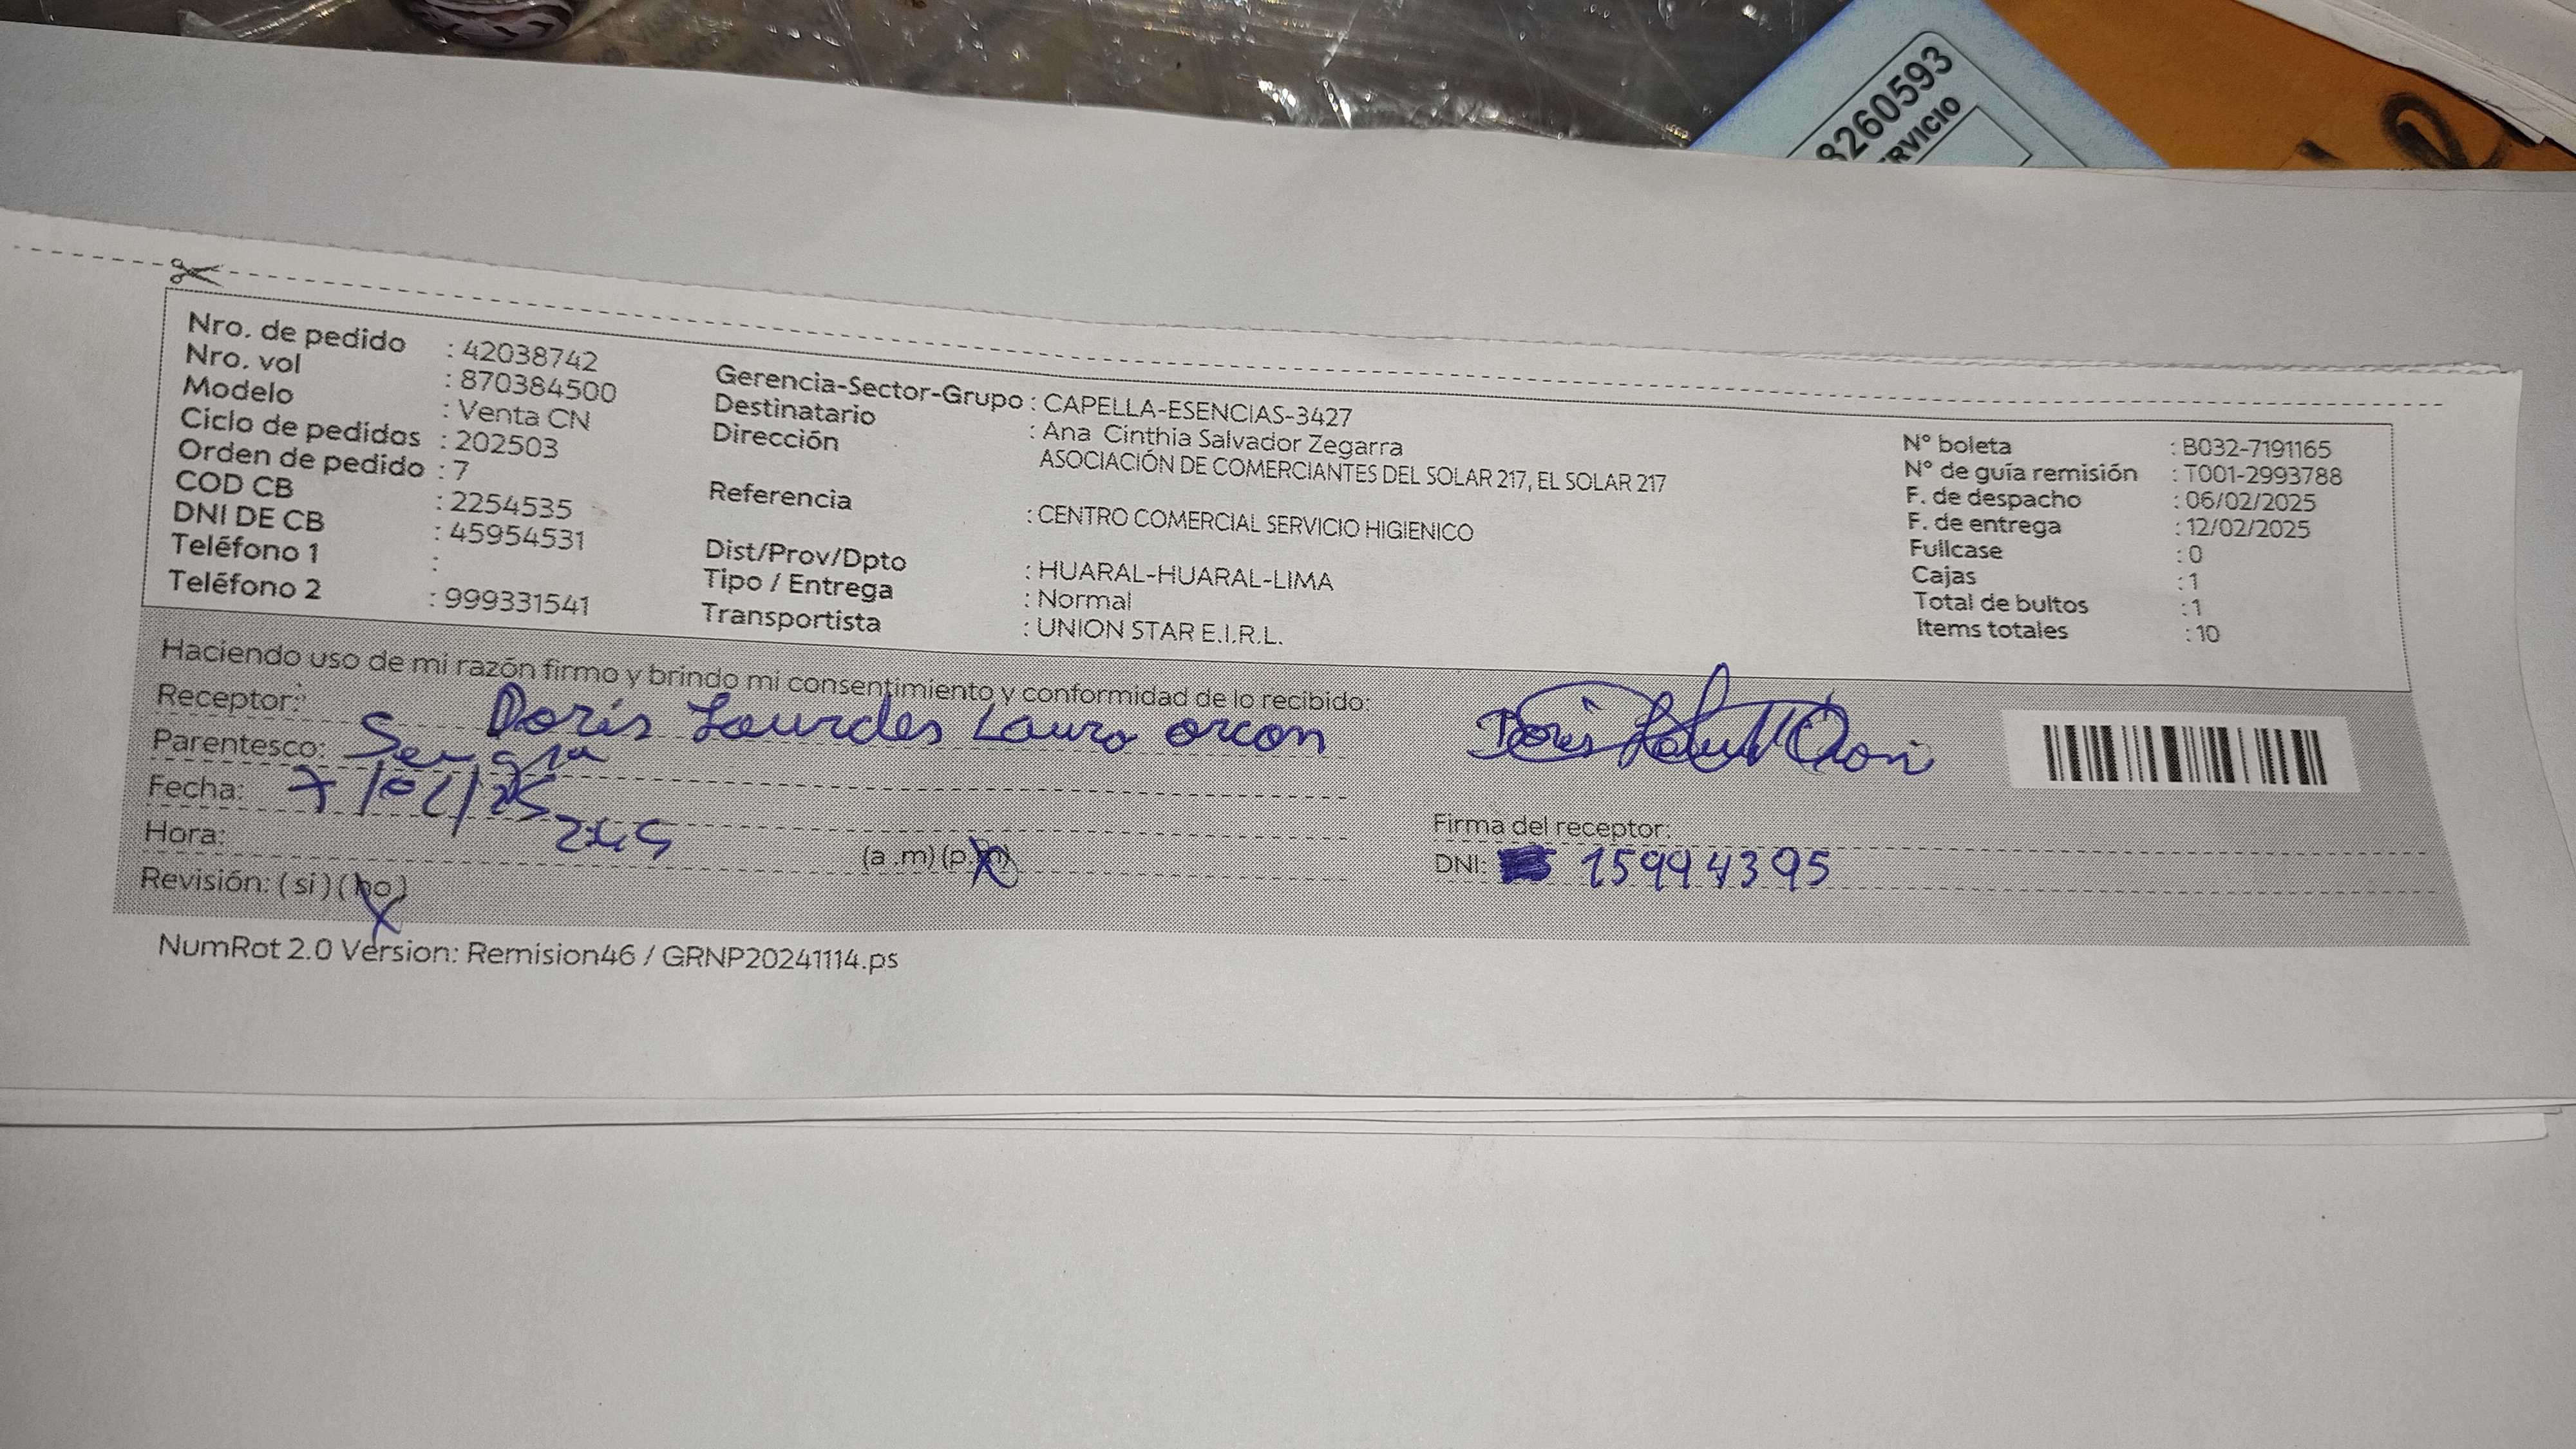 8260593
RVICIO
Nro. de pedido : 42038742
Nro. vol : 870384500
Modelo : Venta CN
Ciclo de pedidos : 202503
Orden de pedido : 7
COD CB : 2254535
DNI DE CB : 45954531
Teléfono 1 :
Teléfono 2 : 999331541
Gerencia-Sector-Grupo : CAPELLA-ESENCIAS-3427
Destinatario : Ana Cinthia Salvador Zegarra
Dirección ASOCIACIÓN DE COMERCIANTES DEL SOLAR 217, EL SOLAR 217
Referencia : CENTRO COMERCIAL SERVICIO HIGIENICO
Dist/Prov/Dpto : HUARAL-HUARAL-LIMA
Tipo / Entrega : Normal
Transportista : UNION STAR E.I.R.L.
N° boleta : B032-7191165
N° de guía remisión : T001-2993788
F. de despacho : 06/02/2025
F. de entrega : 12/02/2025
Fullcase : 0
Cajas : 1
Total de bultos : 1
Items totales : 10
Haciendo uso de mi razón firmo y brindo mi consentimiento y conformidad de lo recibido:
Receptor: Doris Lourdes Lauro orcon
Parentesco:
Fecha: 7/02/25
Hora: (a .m) (p.m)
Revisión: ( si ) ( no )
Firma del receptor:
DNI: 15994395
NumRot 2.0 Version: Remision46 / GRNP20241114.ps